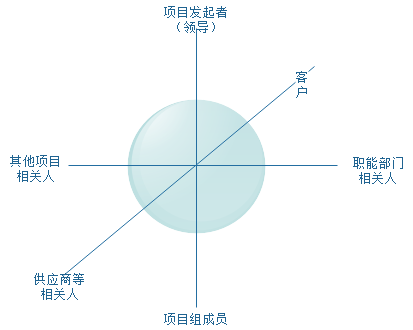 项目发起者
（领导）
客
户
其他项目
相关人
职能部门
相关人
供应商等
相关人
项目组成员